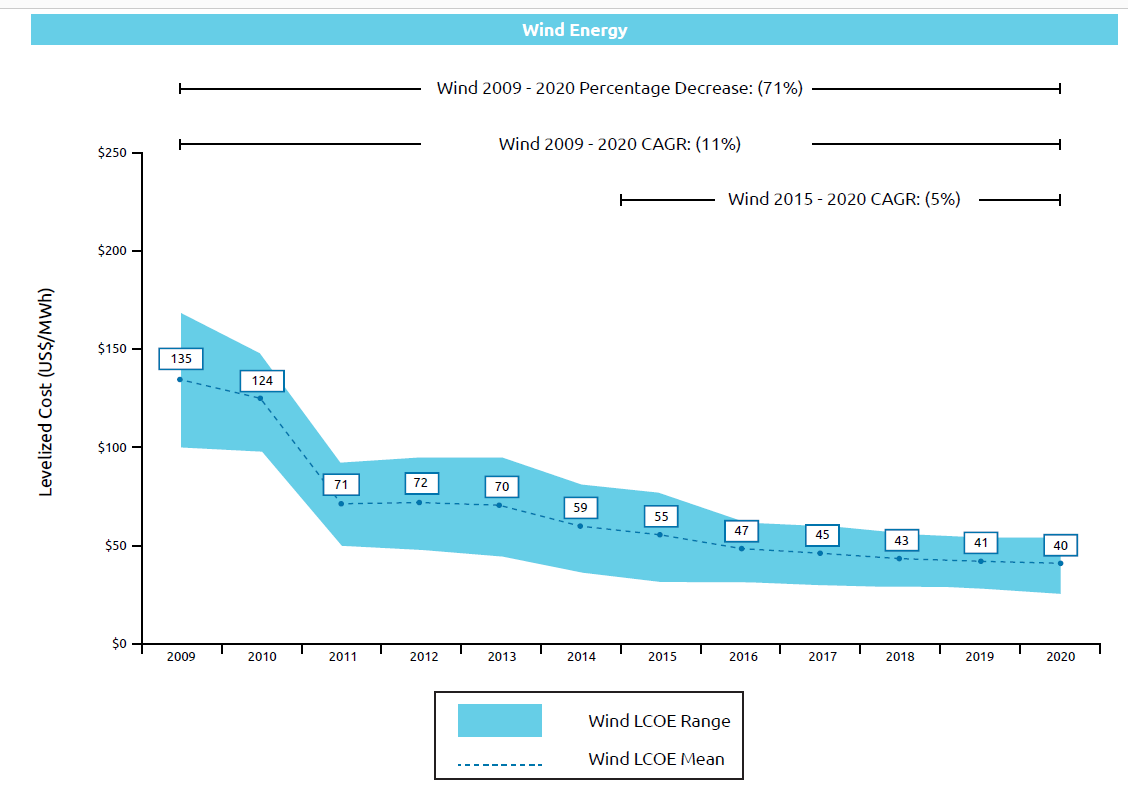 Wind Energy
Wind 2009 - 2020 Percentage Decrease: (71%)
Wind 2009 - 2020 CAGR: (11%)
Wind 2015 - 2020 CAGR: (5%)
Levelized Cost (US$/MWh)
$250
$200
$150
$100
$50
$0
135
124
71
72
70
59
55
47
45
43
41
40
2009 2010 2011 2012 2013 2014 2015 2016 2017 2018 2019 2020
Wind LCOE Range
Wind LCOE Mean